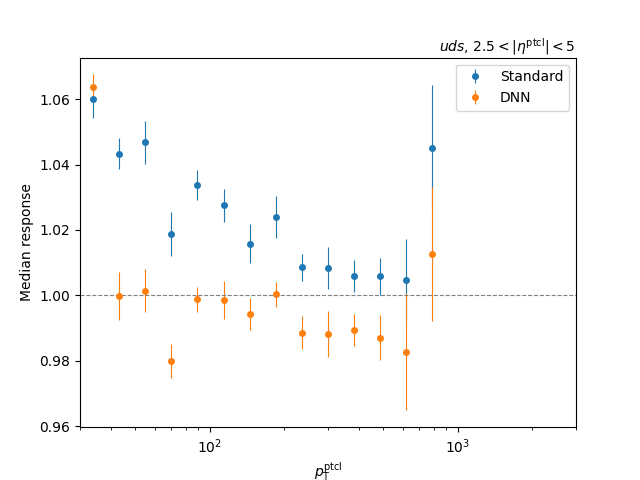 uds, 2.5 < |η^ptcl| < 5
Standard
DNN
Median response
1.06
1.04
1.02
1.00
0.98
0.96
10^2
10^3
p_T^ptcl